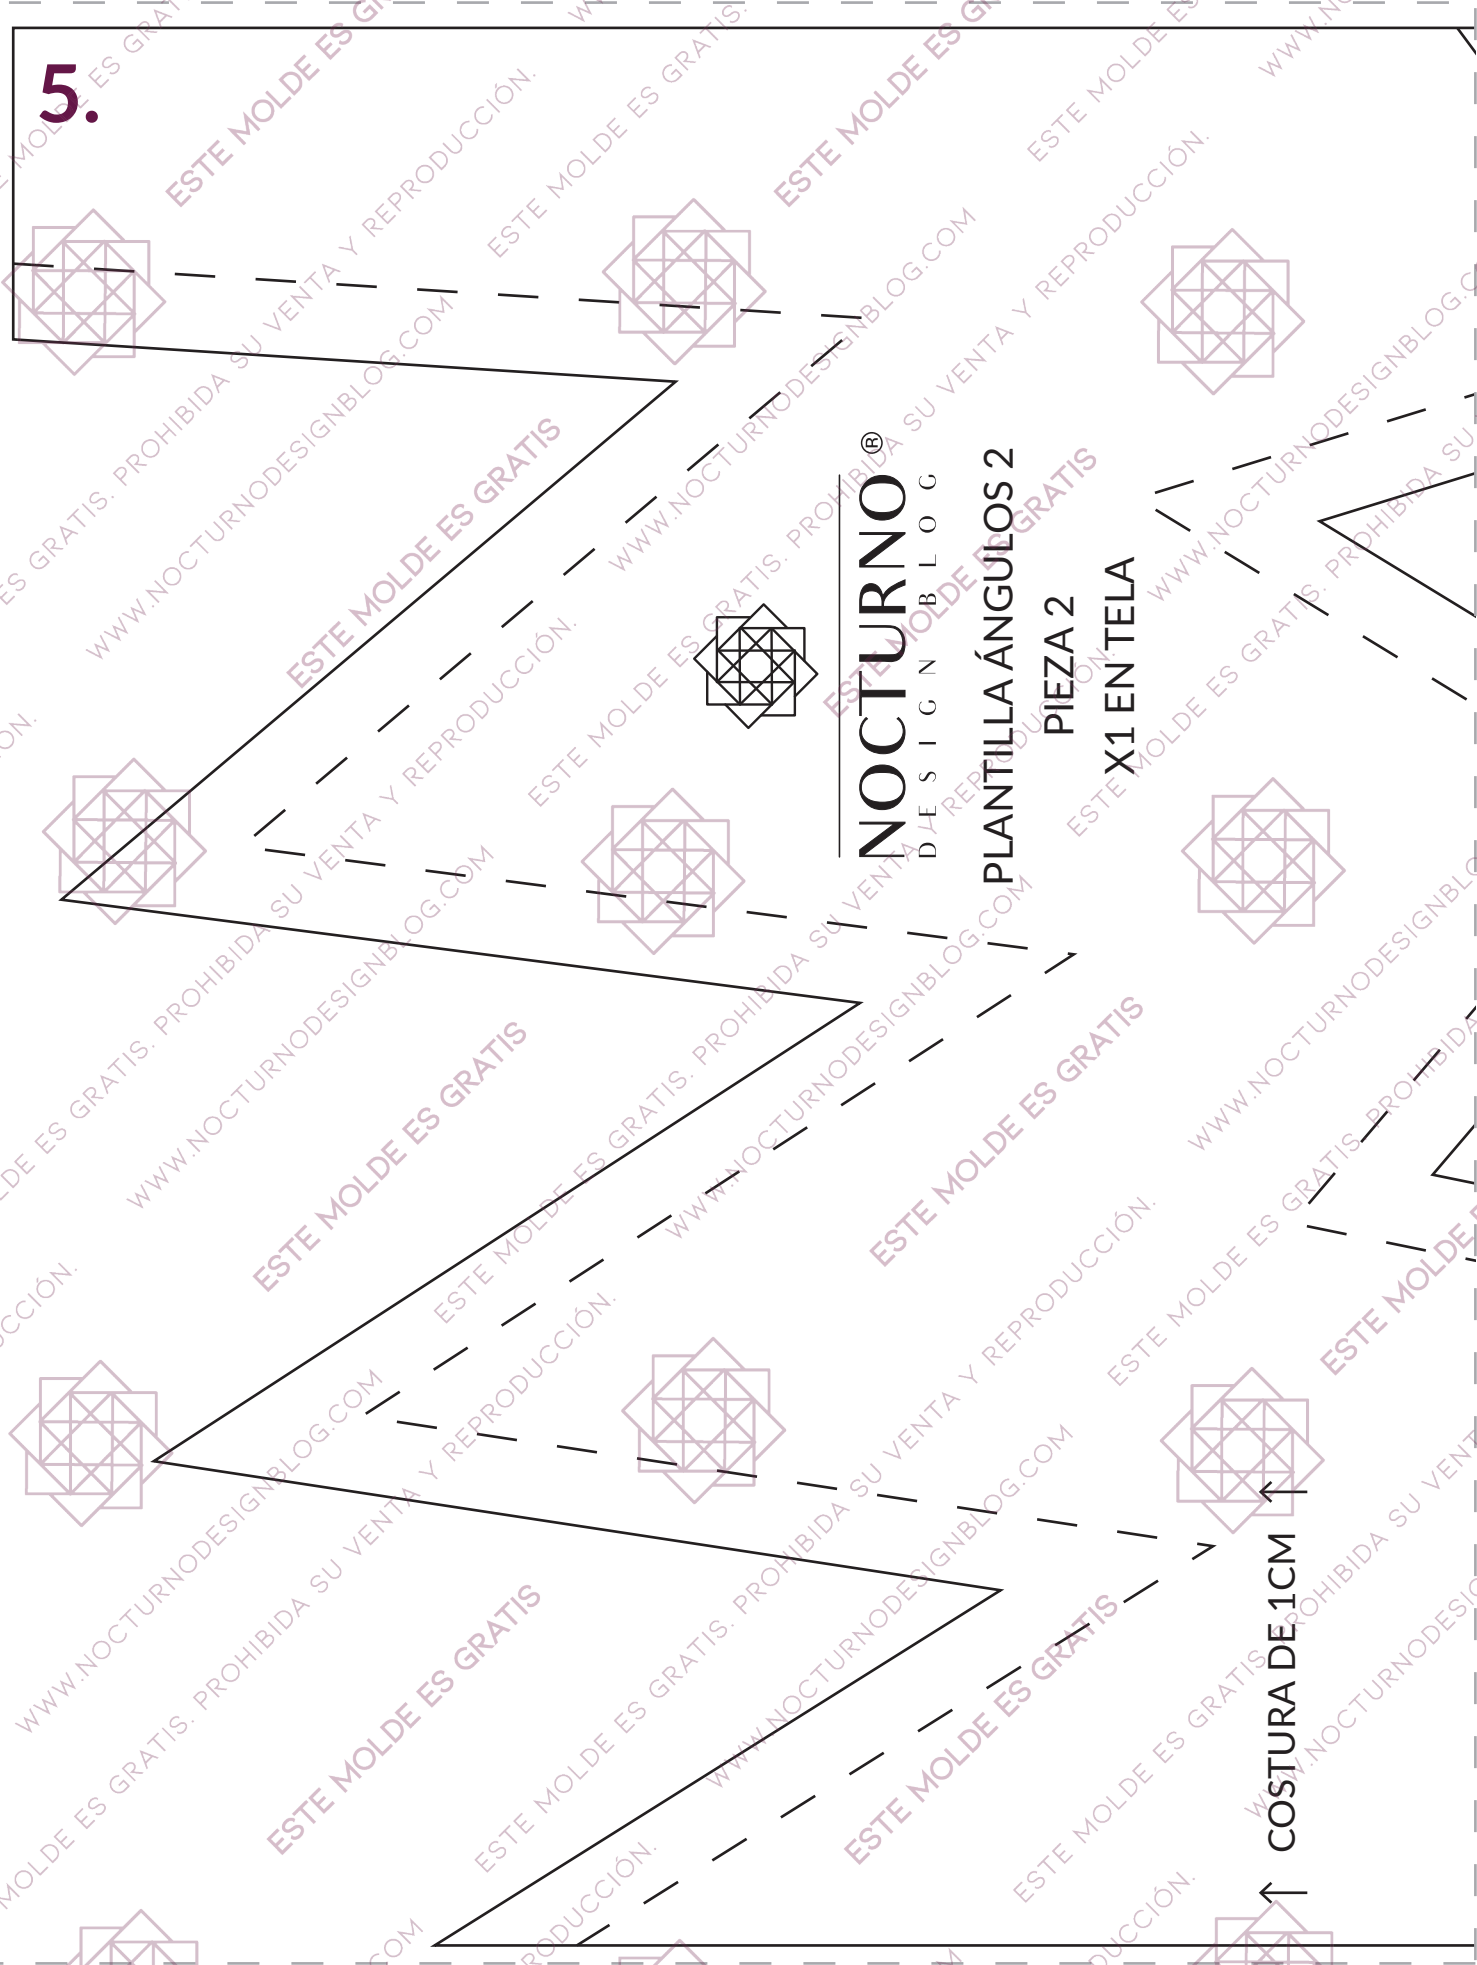 5.
NOCTURNO®
DESIGN BLOG
PLANTILLA ÁNGULOS 2
PIEZA 2
X1 EN TELA
COSTURA DE 1CM
ESTE MOLDE ES GRATIS
ESTE MOLDE ES GRATIS. PROHIBIDA SU VENTA Y REPRODUCCIÓN.
WWW.NOCTURNODESIGNBLOG.COM